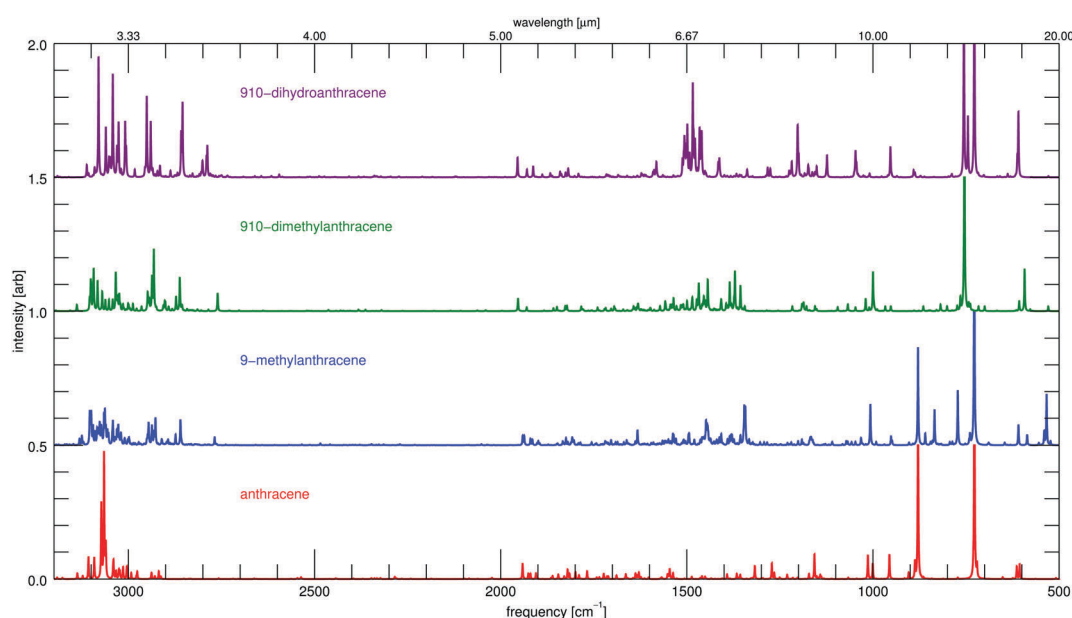 wavelength [μm]
3.33 4.00 5.00 6.67 10.00 20.00
2.0
910−dihydroanthracene
1.5
910−dimethylanthracene
intensity [arb]
1.0
9−methylanthracene
0.5
anthracene
0.0
3000 2500 2000 1500 1000 500
frequency [cm⁻¹]